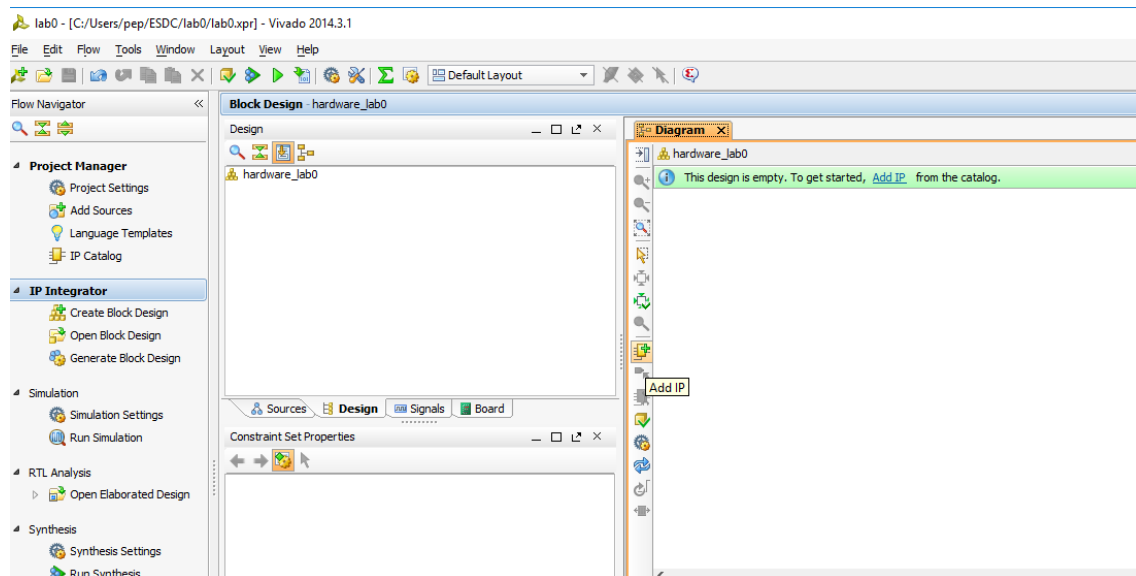 lab0 - [C:/Users/pep/ESDC/lab0/lab0.xpr] - Vivado 2014.3.1
File Edit Flow Tools Window Layout View Help
Default Layout
Flow Navigator
Project Manager
Project Settings
Add Sources
Language Templates
IP Catalog
IP Integrator
Create Block Design
Open Block Design
Generate Block Design
Simulation
Simulation Settings
Run Simulation
RTL Analysis
Open Elaborated Design
Synthesis
Synthesis Settings
Run Synthesis
Block Design - hardware_lab0
Design
hardware_lab0
Sources Design Signals Board
Constraint Set Properties
Diagram
hardware_lab0
This design is empty. To get started, Add IP from the catalog.
Add IP